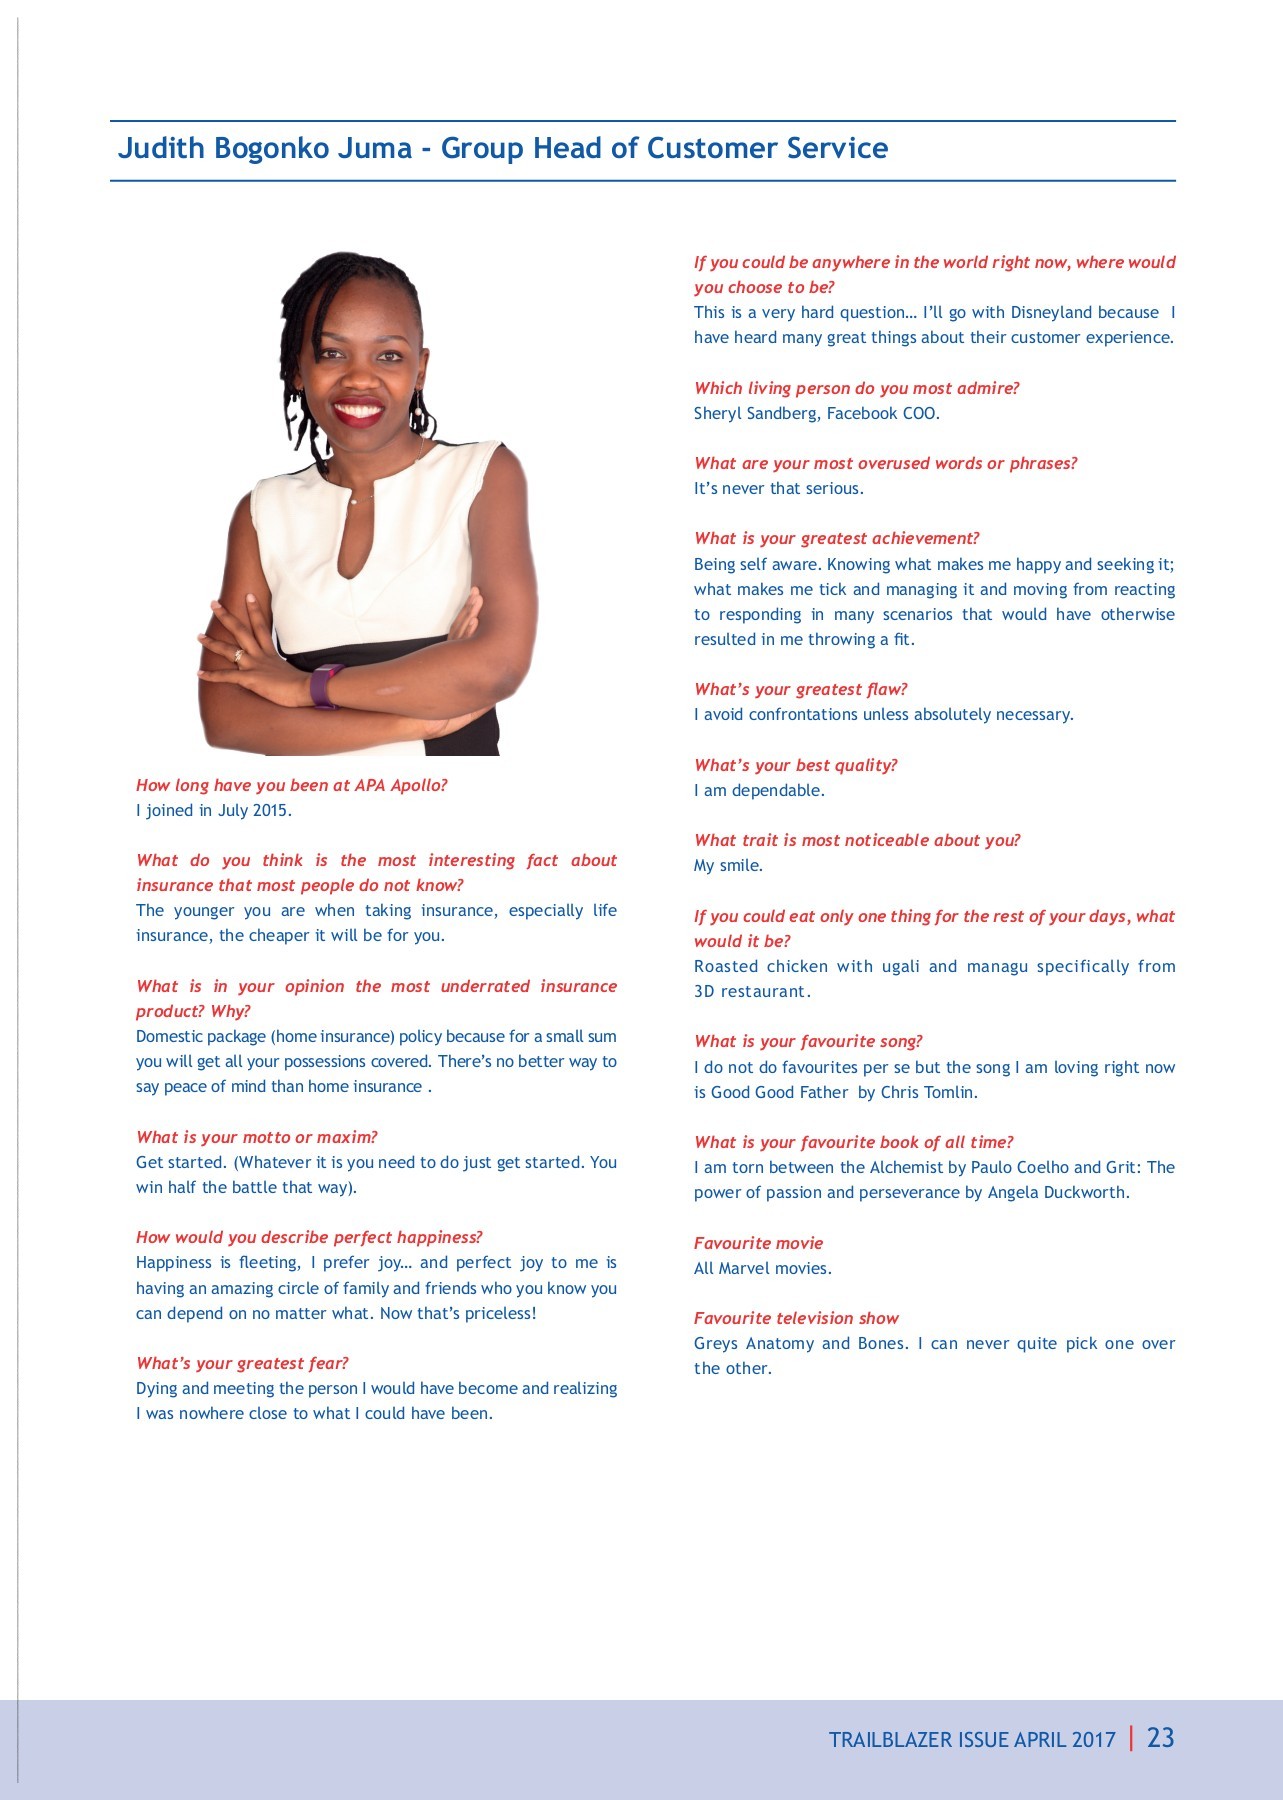 Judith Bogonko Juma - Group Head of Customer Service
How long have you been at APA Apollo?
I joined in July 2015.
What do you think is the most interesting fact about
insurance that most people do not know?
The younger you are when taking insurance, especially life
insurance, the cheaper it will be for you.
What is in your opinion the most underrated insurance
product? Why?
Domestic package (home insurance) policy because for a small sum
you will get all your possessions covered. There's no better way to
say peace of mind than home insurance .
What is your motto or maxim?
Get started. (Whatever it is you need to do just get started. You
win half the battle that way).
How would you describe perfect happiness?
Happiness is fleeting, I prefer joy… and perfect joy to me is
having an amazing circle of family and friends who you know you
can depend on no matter what. Now that's priceless!
What's your greatest fear?
Dying and meeting the person I would have become and realizing
I was nowhere close to what I could have been.
If you could be anywhere in the world right now, where would
you choose to be?
This is a very hard question… I'll go with Disneyland because  I
have heard many great things about their customer experience.
Which living person do you most admire?
Sheryl Sandberg, Facebook COO.
What are your most overused words or phrases?
It's never that serious.
What is your greatest achievement?
Being self aware. Knowing what makes me happy and seeking it;
what makes me tick and managing it and moving from reacting
to responding in many scenarios that would have otherwise
resulted in me throwing a fit.
What's your greatest flaw?
I avoid confrontations unless absolutely necessary.
What's your best quality?
I am dependable.
What trait is most noticeable about you?
My smile.
If you could eat only one thing for the rest of your days, what
would it be?
Roasted chicken with ugali and managu specifically from
3D restaurant.
What is your favourite song?
I do not do favourites per se but the song I am loving right now
is Good Good Father  by Chris Tomlin.
What is your favourite book of all time?
I am torn between the Alchemist by Paulo Coelho and Grit: The
power of passion and perseverance by Angela Duckworth.
Favourite movie
All Marvel movies.
Favourite television show
Greys Anatomy and Bones. I can never quite pick one over
the other.
TRAILBLAZER ISSUE APRIL 2017 | 23